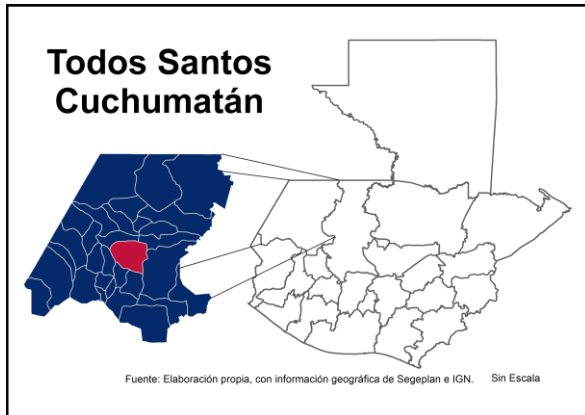 Todos Santos
Cuchumatán
Fuente: Elaboración propia, con información geográfica de Segeplan e IGN. Sin Escala